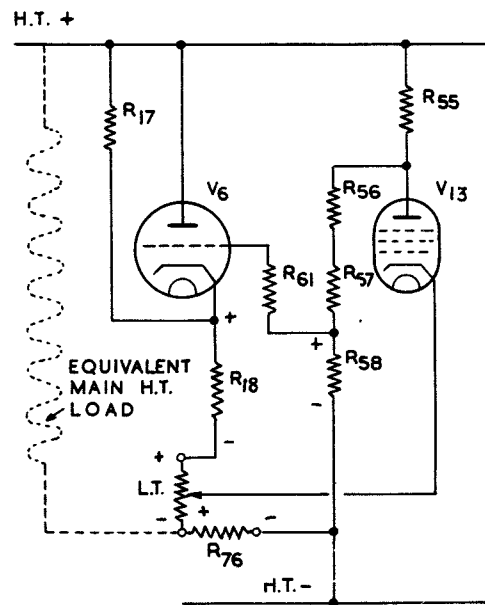 H.T. +
R17
R55
V6
R56
V13
R61
R57
+
+
R58
EQUIVALENT
MAIN H.T.
LOAD
R18
-
-
+
L.T.
-
+
-
R76
H.T. -